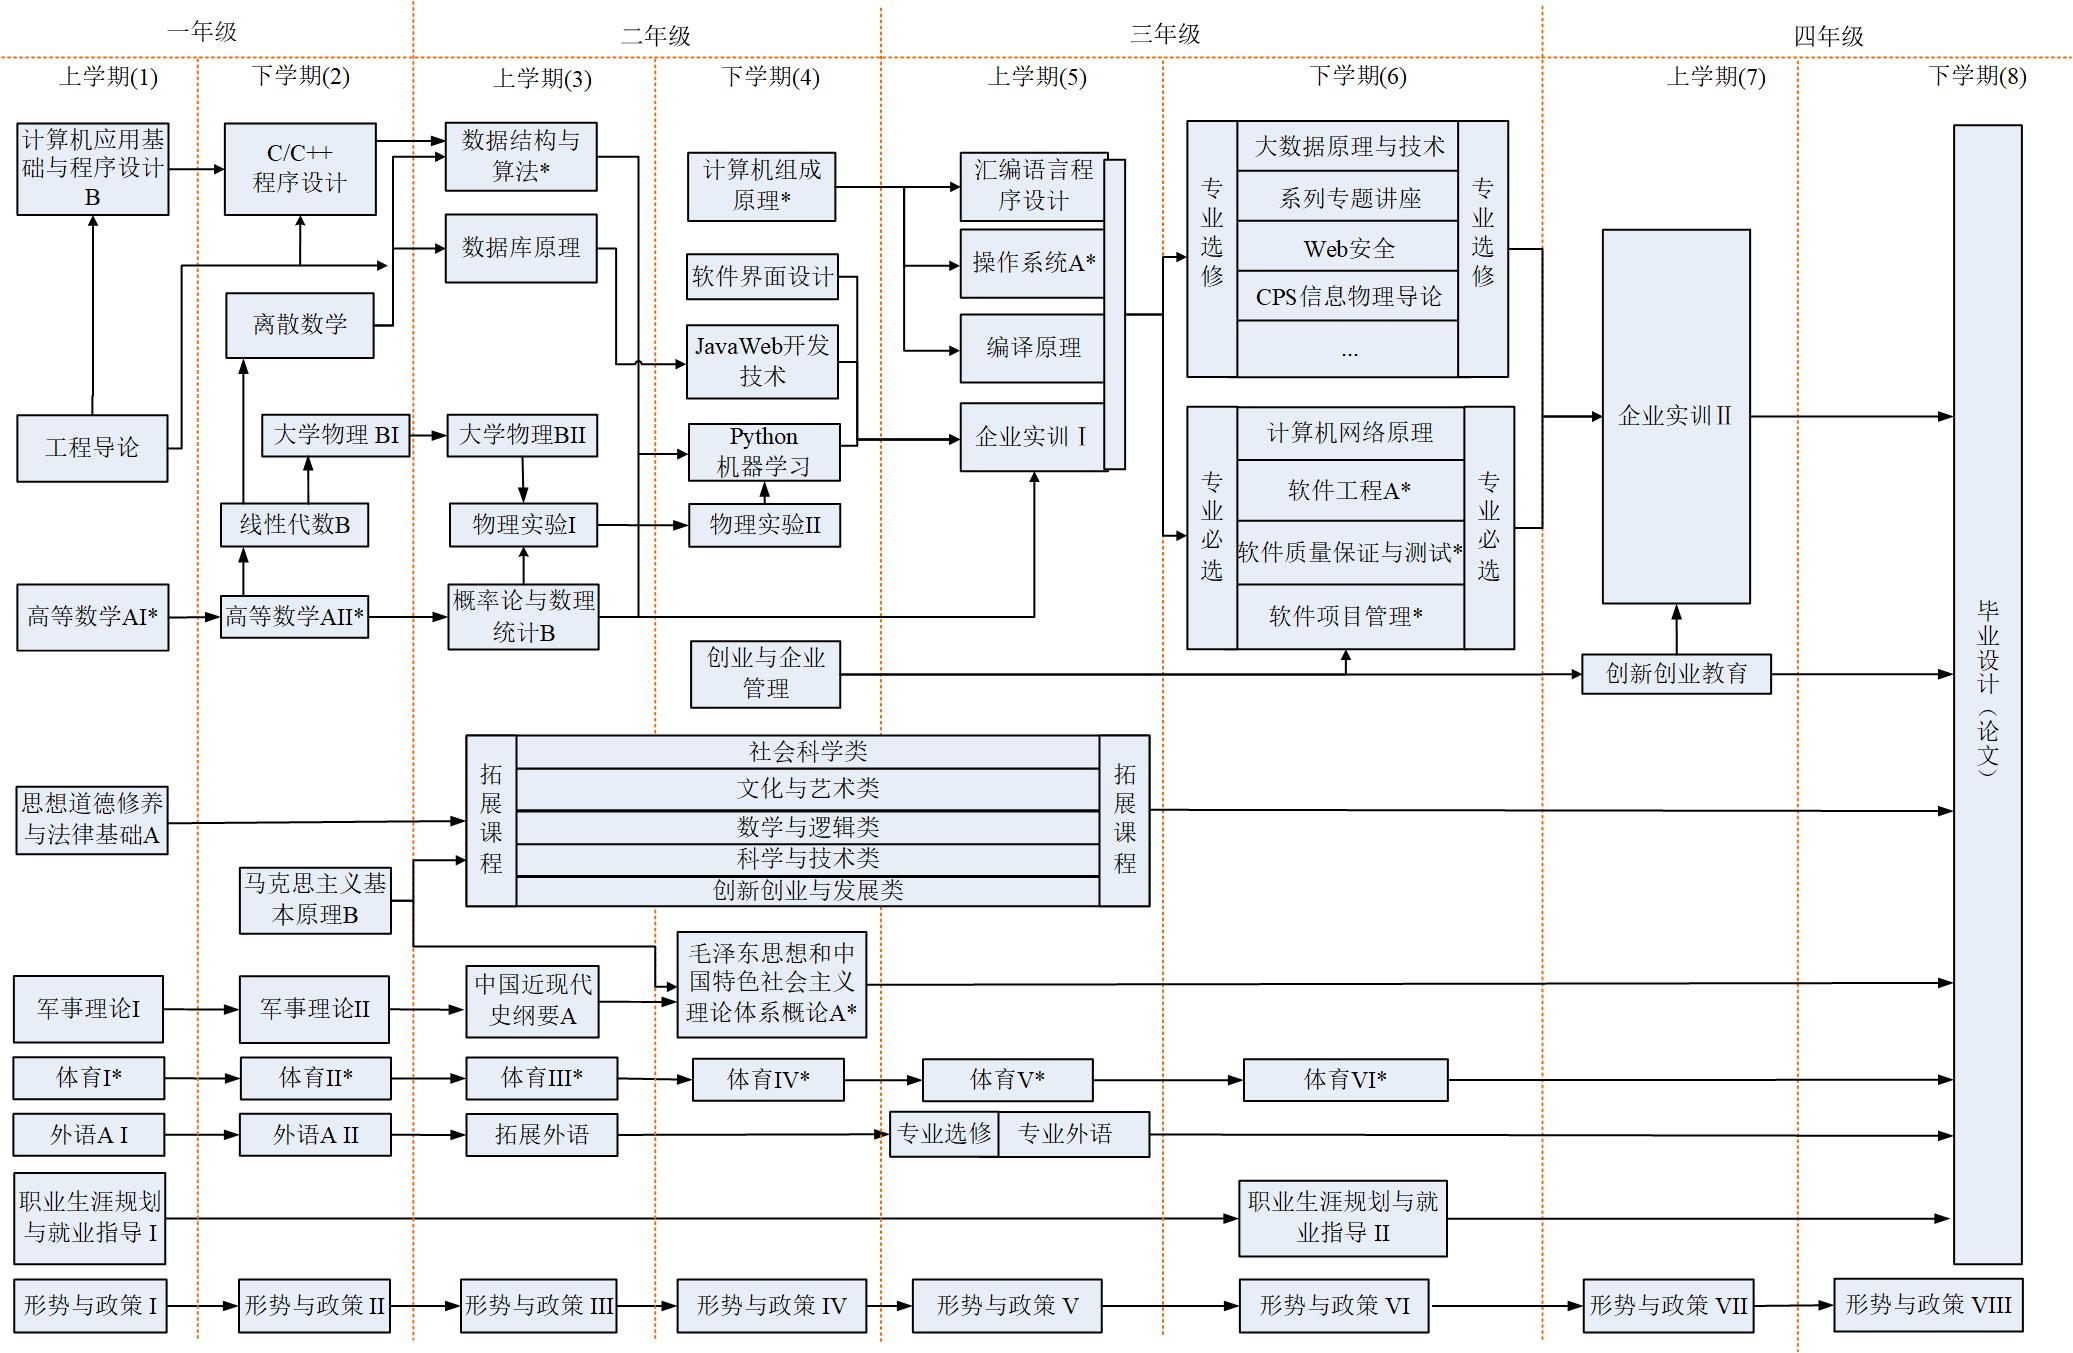 一年级
二年级
三年级
四年级
上学期(1)
下学期(2)
上学期(3)
下学期(4)
上学期(5)
下学期(6)
上学期(7)
下学期(8)
计算机应用基
础与程序设计
B
工程导论
高等数学AI*
C/C++
程序设计
离散数学
大学物理 BI
线性代数B
高等数学AII*
数据结构与
算法*
数据库原理
大学物理BII
物理实验I
概率论与数理
统计B
计算机组成
原理*
软件界面设计
JavaWeb开发
技术
Python
机器学习
物理实验II
创业与企业
管理
汇编语言程
序设计
操作系统A*
编译原理
企业实训 I
专业选修
大数据原理与技术
系列专题讲座
Web安全
CPS信息物理导论
...
专业选修
专业必选
计算机网络原理
软件工程A*
软件质量保证与测试*
软件项目管理*
专业必选
企业实训 II
创新创业教育
毕业设计（论文）
思想道德修养
与法律基础A
马克思主义基
本原理B
拓展课程
社会科学类
文化与艺术类
数学与逻辑类
科学与技术类
创新创业与发展类
拓展课程
军事理论I
军事理论II
中国近现代
史纲要A
毛泽东思想和中
国特色社会主义
理论体系概论A*
体育I*
体育II*
体育III*
体育IV*
体育V*
体育VI*
外语A I
外语A II
拓展外语
专业选修
专业外语
职业生涯规划
与就业指导 I
职业生涯规划与就
业指导 II
形势与政策 I
形势与政策 II
形势与政策 III
形势与政策 IV
形势与政策 V
形势与政策 VI
形势与政策 VII
形势与政策 VIII